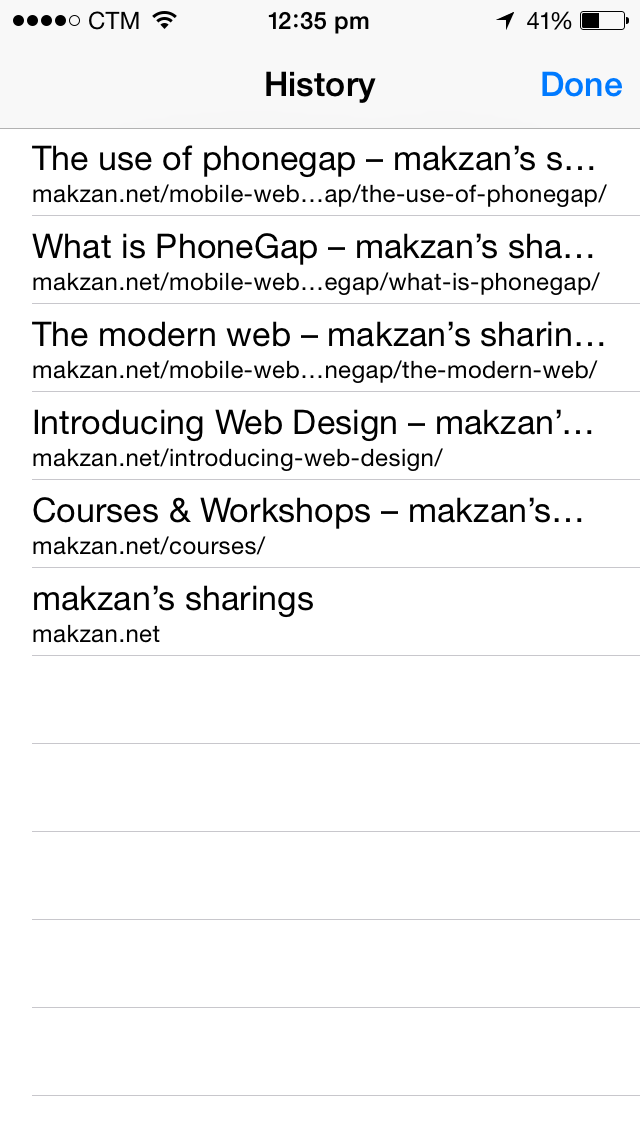 CTM 12:35 pm 41%
History Done
The use of phonegap – makzan’s s…
makzan.net/mobile-web…ap/the-use-of-phonegap/
What is PhoneGap – makzan’s sha…
makzan.net/mobile-web…egap/what-is-phonegap/
The modern web – makzan’s sharin…
makzan.net/mobile-web…negap/the-modern-web/
Introducing Web Design – makzan’…
makzan.net/introducing-web-design/
Courses & Workshops – makzan’s…
makzan.net/courses/
makzan’s sharings
makzan.net